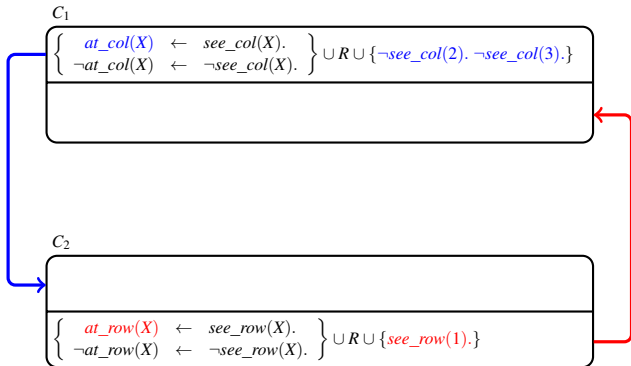 C₁
{ at_col(X) ← see_col(X).
¬at_col(X) ← ¬see_col(X). } ∪ R ∪ {¬see_col(2). ¬see_col(3).}
C₂
{ at_row(X) ← see_row(X).
¬at_row(X) ← ¬see_row(X). } ∪ R ∪ {see_row(1).}